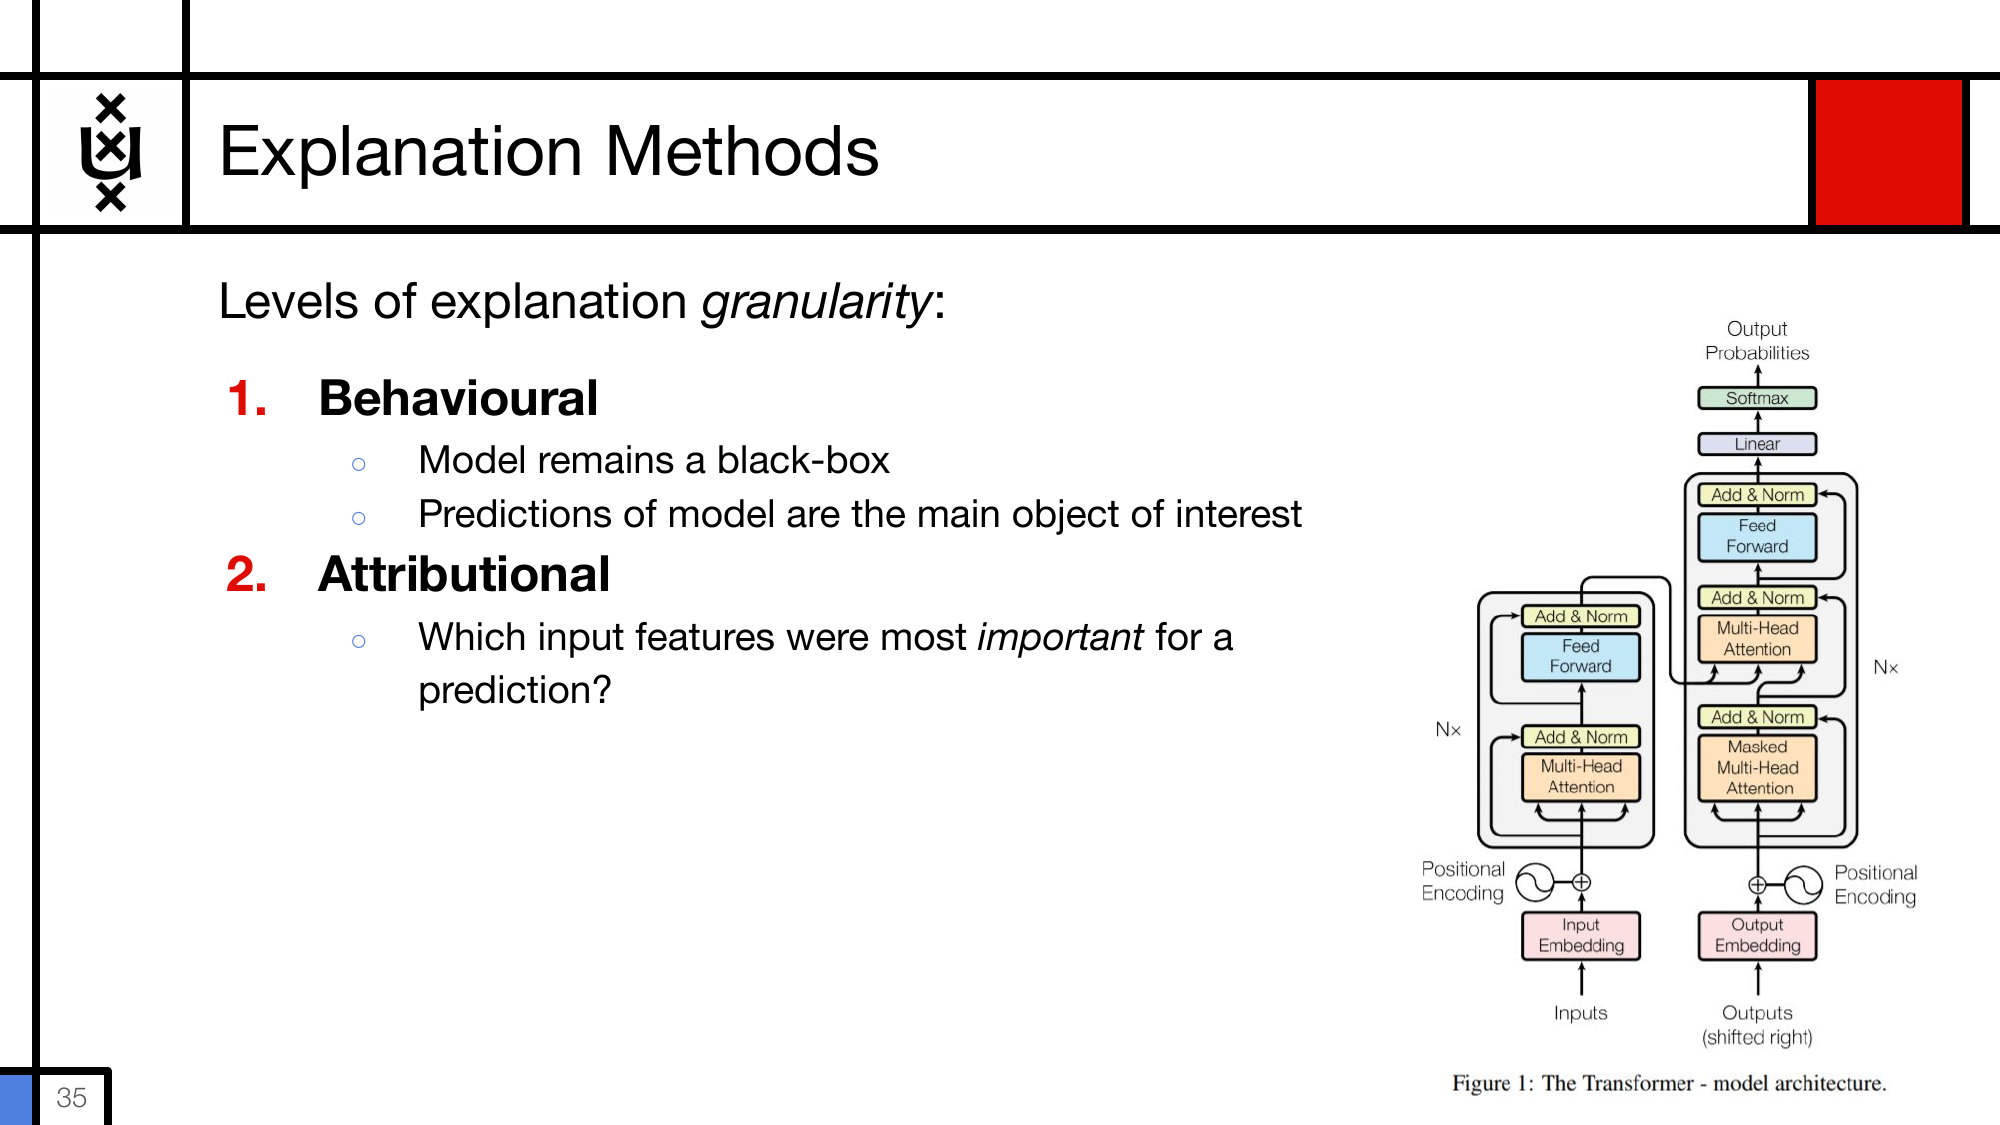 Explanation Methods
Levels of explanation granularity:
1. Behavioural
○ Model remains a black-box
○ Predictions of model are the main object of interest
2. Attributional
○ Which input features were most important for a
prediction?
Output
Probabilities
Softmax
Linear
Add & Norm
Feed
Forward
Add & Norm
Multi-Head
Attention
Add & Norm
Masked
Multi-Head
Attention
Nx
Add & Norm
Feed
Forward
Add & Norm
Multi-Head
Attention
Nx
Positional
Encoding
Positional
Encoding
Input
Embedding
Output
Embedding
Inputs
Outputs
(shifted right)
Figure 1: The Transformer - model architecture.
35